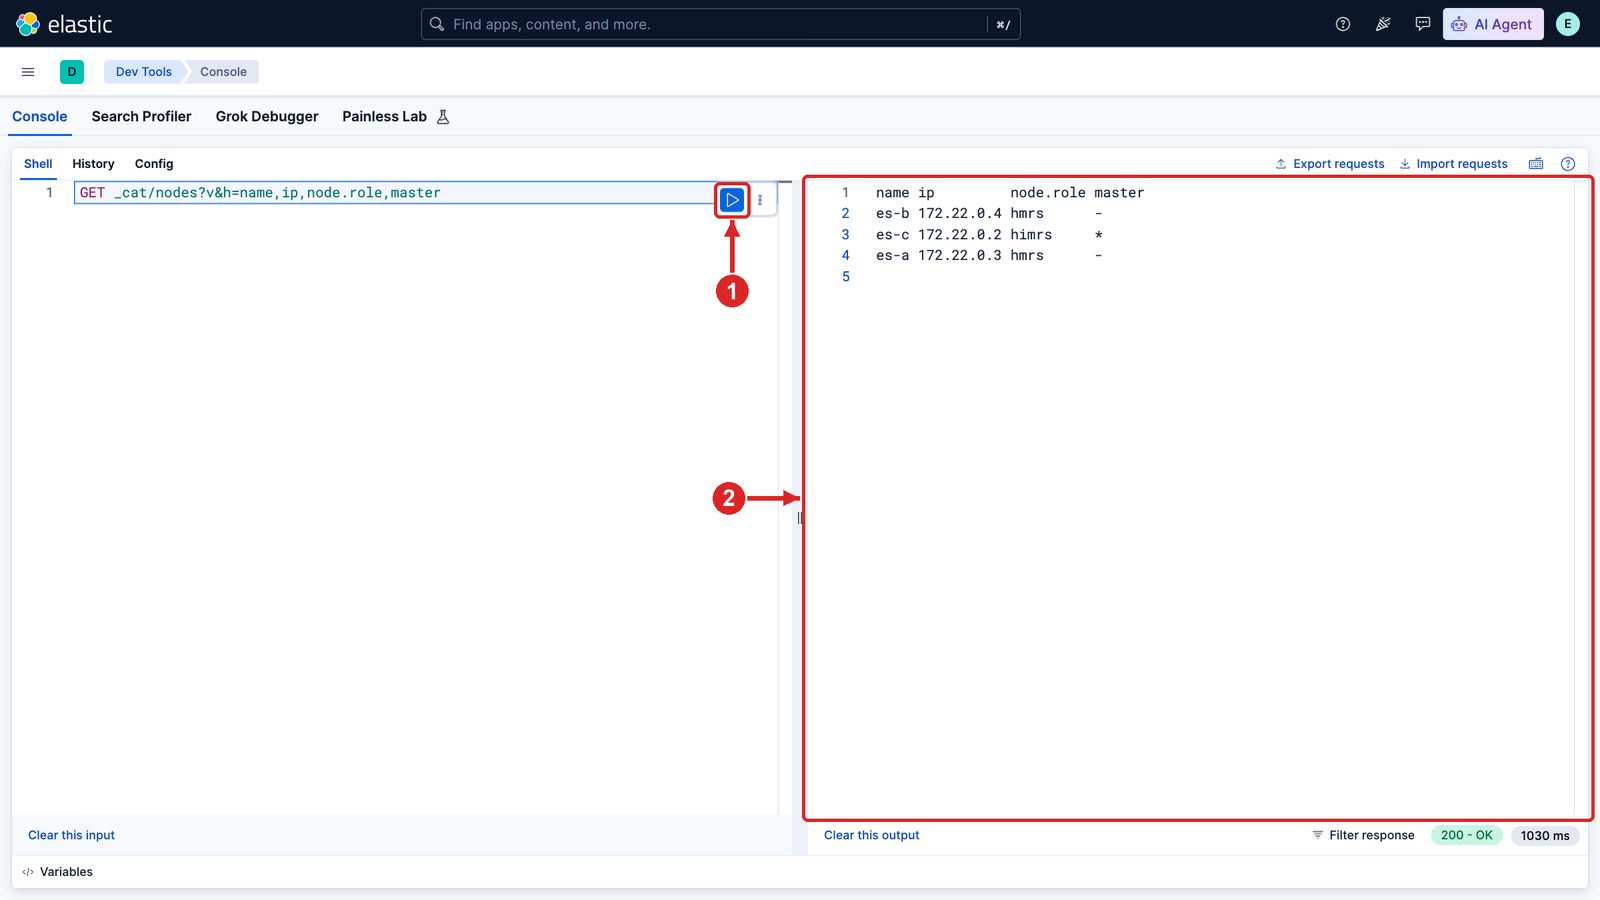 elastic
Find apps, content, and more.
⌘/
AI Agent
E
D
Dev Tools
Console
Console
Search Profiler
Grok Debugger
Painless Lab
Shell
History
Config
Export requests
Import requests
1 GET _cat/nodes?v&h=name,ip,node.role,master
1 name ip         node.role master
2 es-b 172.22.0.4 hmrs      -
3 es-c 172.22.0.2 himrs     *
4 es-a 172.22.0.3 hmrs      -
5
1
2
Clear this input
Clear this output
Filter response
200 - OK
1030 ms
</> Variables